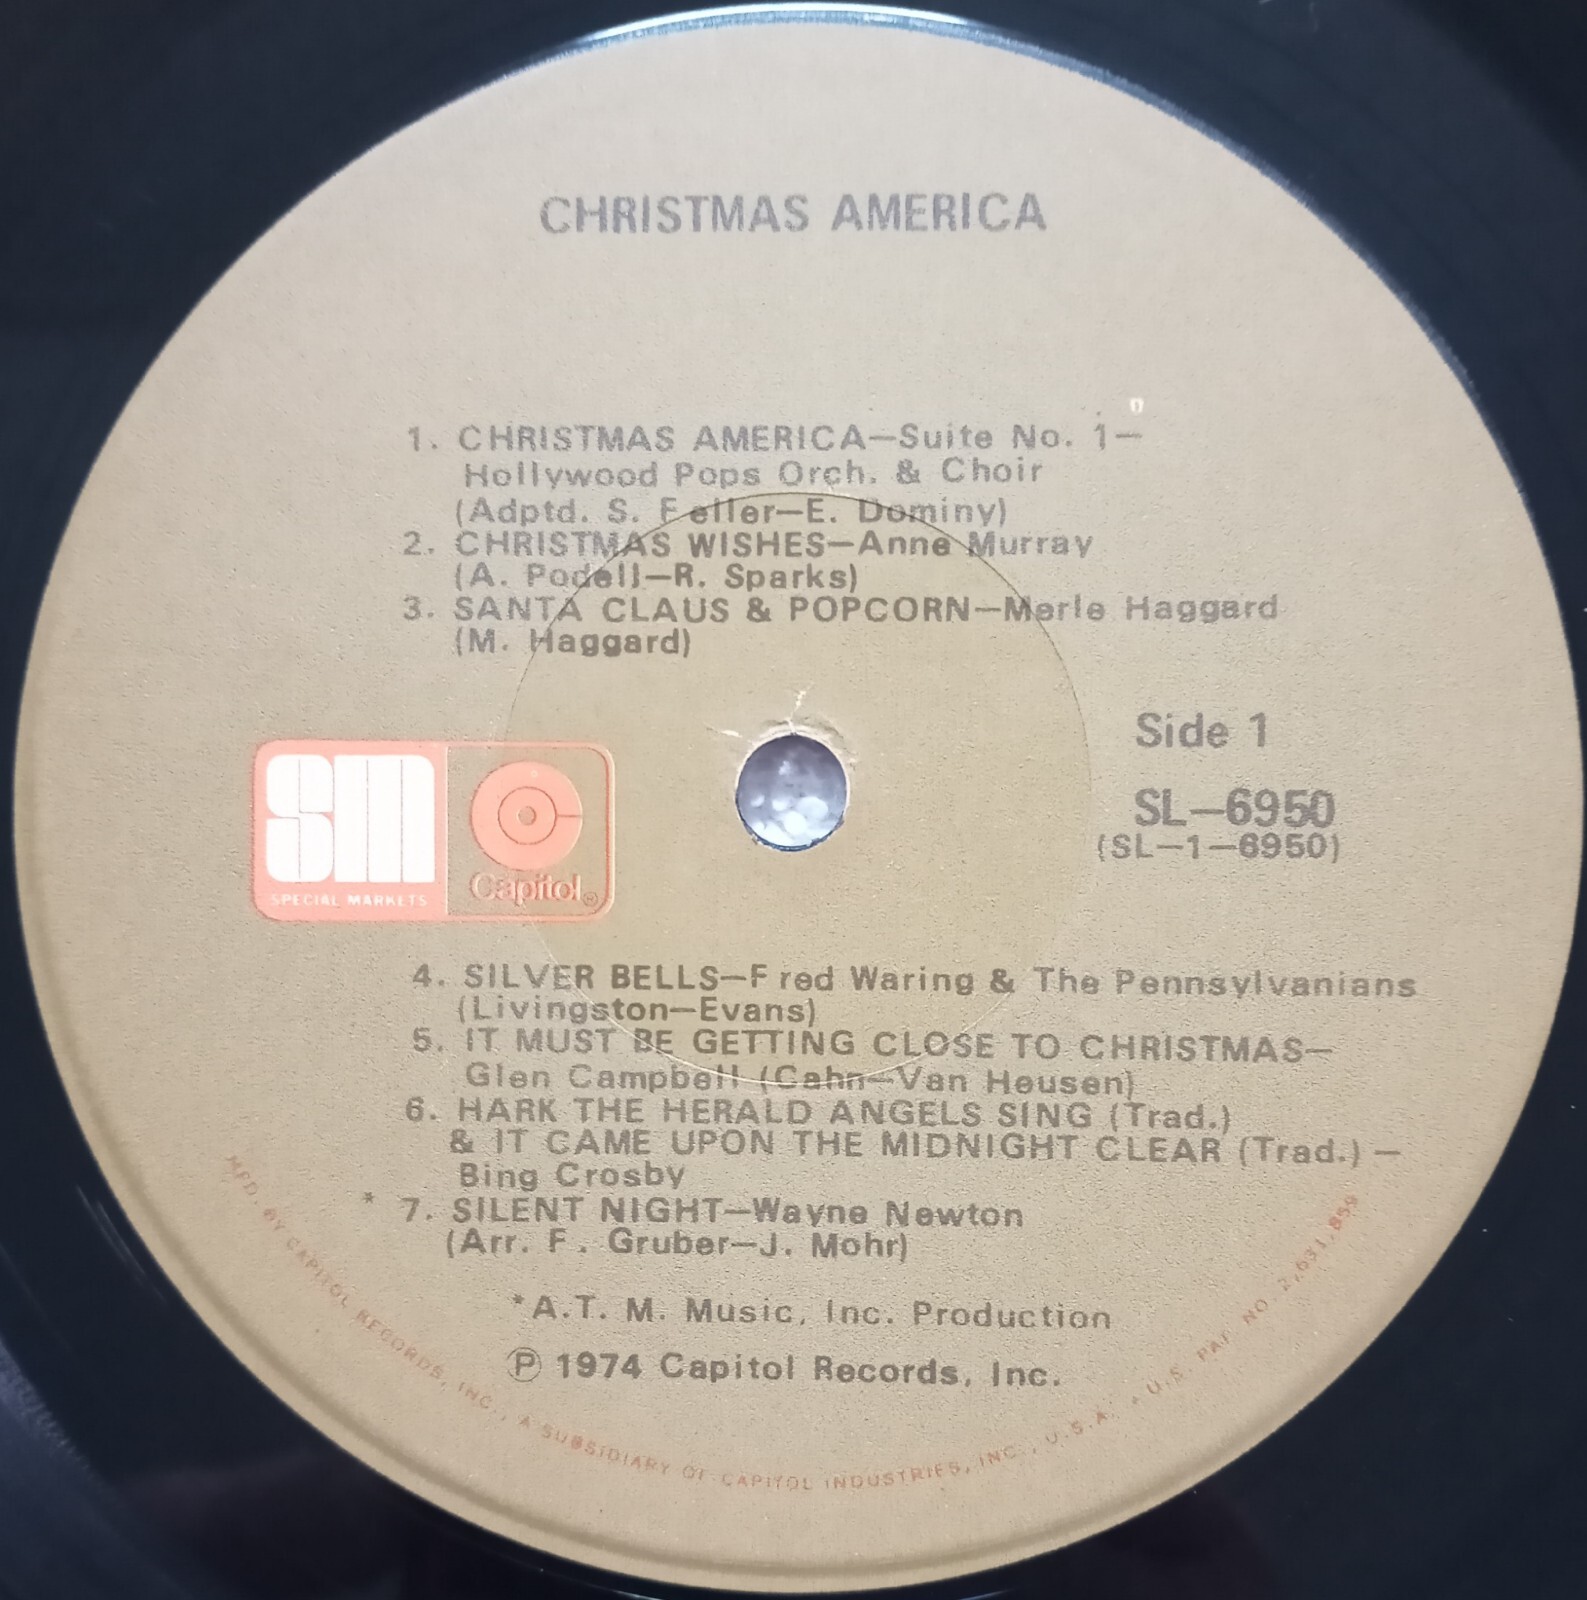 CHRISTMAS AMERICA
1. CHRISTMAS AMERICA—Suite No. 1—
Hollywood Pops Orch. & Choir
(Adptd. S. Feller—E. Dominy)
2. CHRISTMAS WISHES—Anne Murray
(A. Podell—R. Sparks)
3. SANTA CLAUS & POPCORN—Merle Haggard
(M. Haggard)
Side 1
SL—6950
(SL—1—6950)
sm
SPECIAL MARKETS
Capitol®
4. SILVER BELLS—Fred Waring & The Pennsylvanians
(Livingston—Evans)
5. IT MUST BE GETTING CLOSE TO CHRISTMAS—
Glen Campbell (Cahn—Van Heusen)
6. HARK THE HERALD ANGELS SING (Trad.)
& IT CAME UPON THE MIDNIGHT CLEAR (Trad.) —
Bing Crosby
* 7. SILENT NIGHT—Wayne Newton
(Arr. F. Gruber—J. Mohr)
*A.T. M. Music, Inc. Production
℗ 1974 Capitol Records, Inc.
MFD. BY CAPITOL RECORDS, INC., A SUBSIDIARY OF CAPITOL INDUSTRIES, INC., U.S.A. • U.S. PAT. NO. 2,631,859